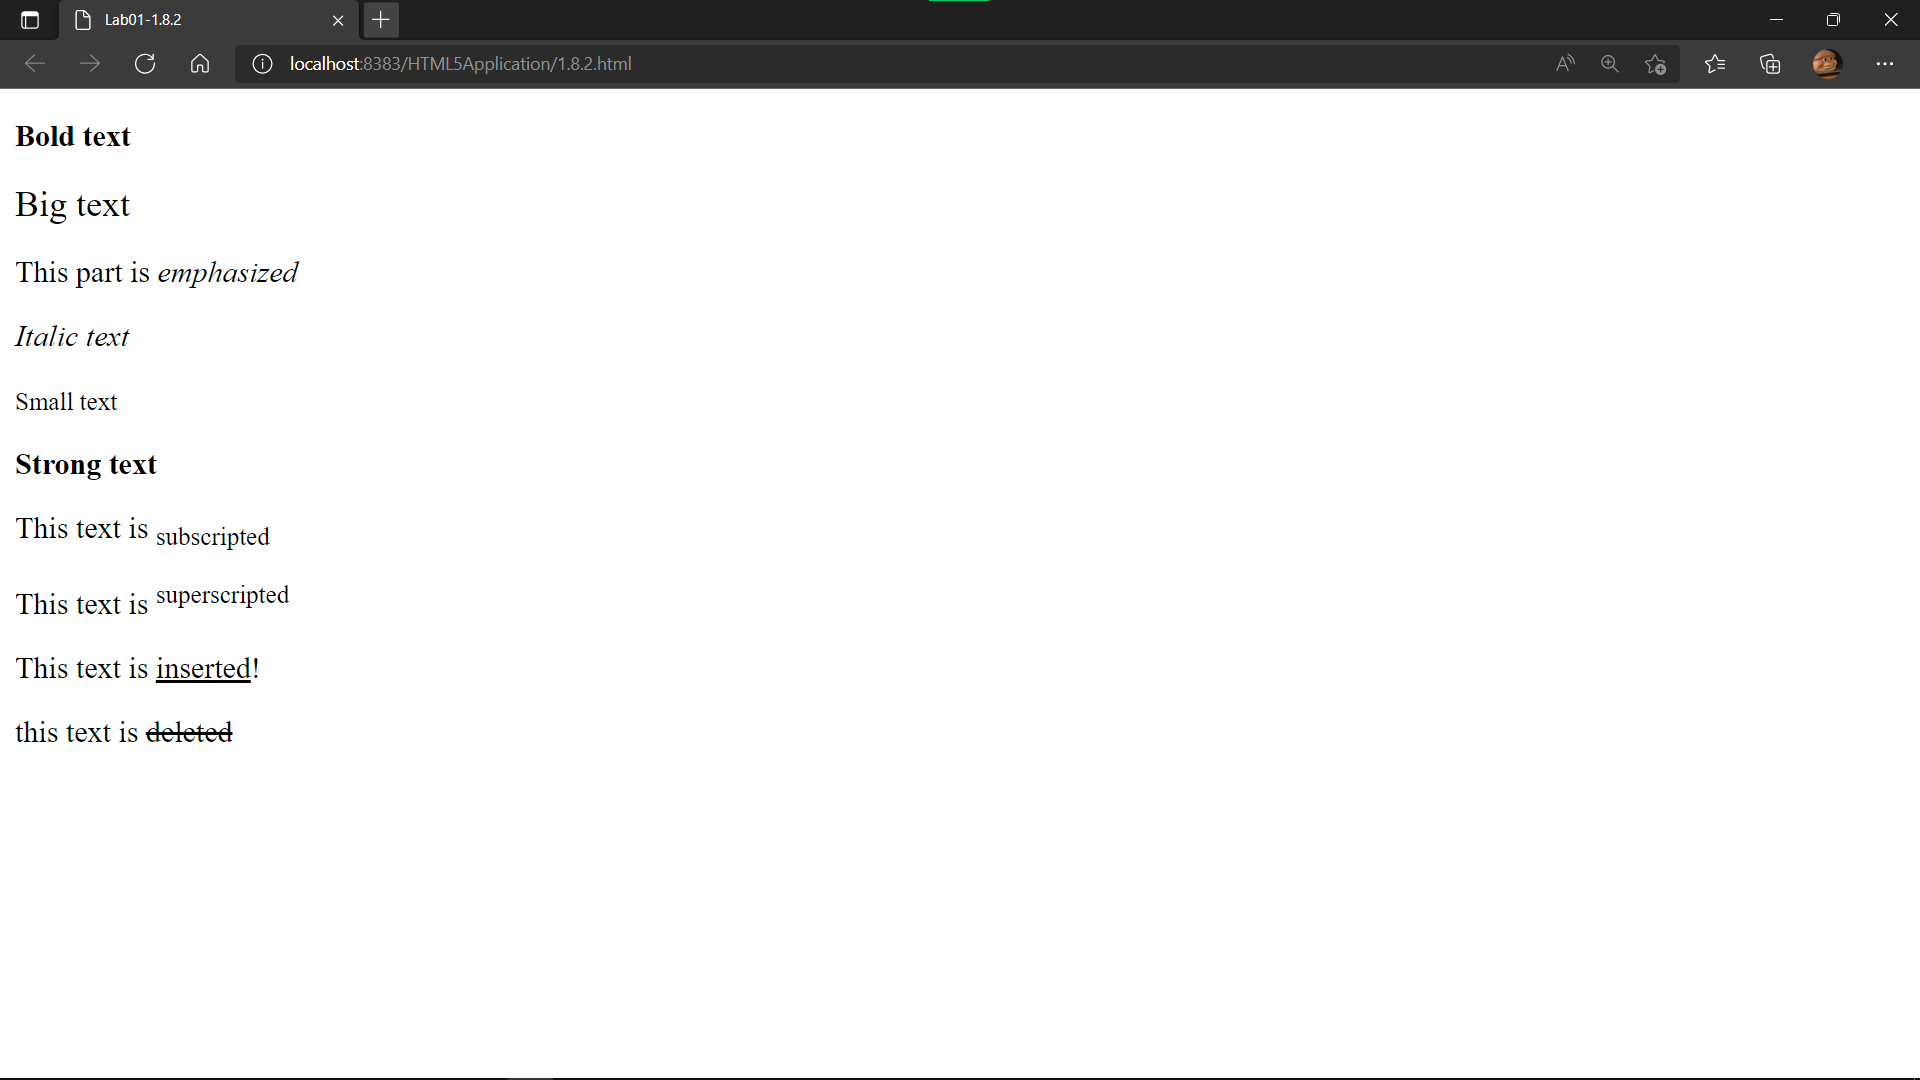 Lab01-1.8.2
localhost:8383/HTML5Application/1.8.2.html
Bold text
Big text
This part is emphasized
Italic text
Small text
Strong text
This text is subscripted
This text is superscripted
This text is inserted!
this text is deleted